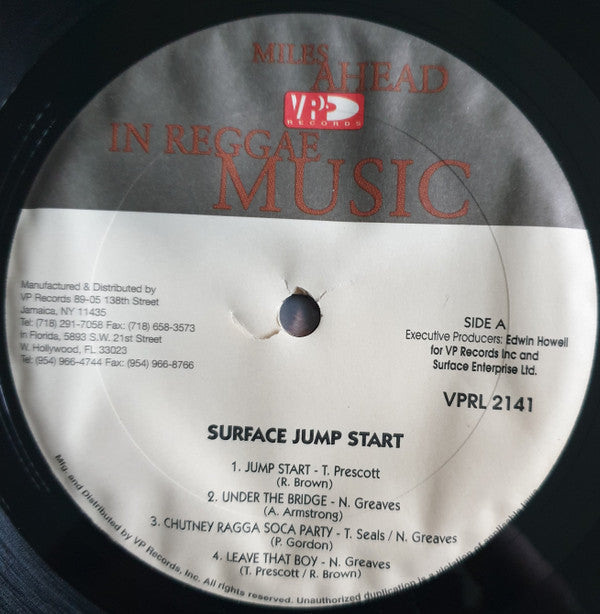 MILES
AHEAD
VP
RECORDS
IN REGGAE
MUSIC
Manufactured & Distributed by
VP Records 89-05 138th Street
Jamaica, NY 11435
Tel: (718) 291-7058 Fax: (718) 658-3573
in Florida, 5893 S.W. 21st Street
W. Hollywood, FL 33023
Tel: (954) 966-4744 Fax: (954) 966-8766
SIDE A
Executive Producers: Edwin Howell
for VP Records Inc and
Surface Enterprise Ltd.
VPRL 2141
SURFACE JUMP START
1. JUMP START - T. Prescott
(R. Brown)
2. UNDER THE BRIDGE - N. Greaves
(A. Armstrong)
3. CHUTNEY RAGGA SOCA PARTY - T. Seals / N. Greaves
(P. Gordon)
4. LEAVE THAT BOY - N. Greaves
(T. Prescott / R. Brown)
Mfg. and Distributed by VP Records, Inc. All rights reserved. Unauthorized duplication is a